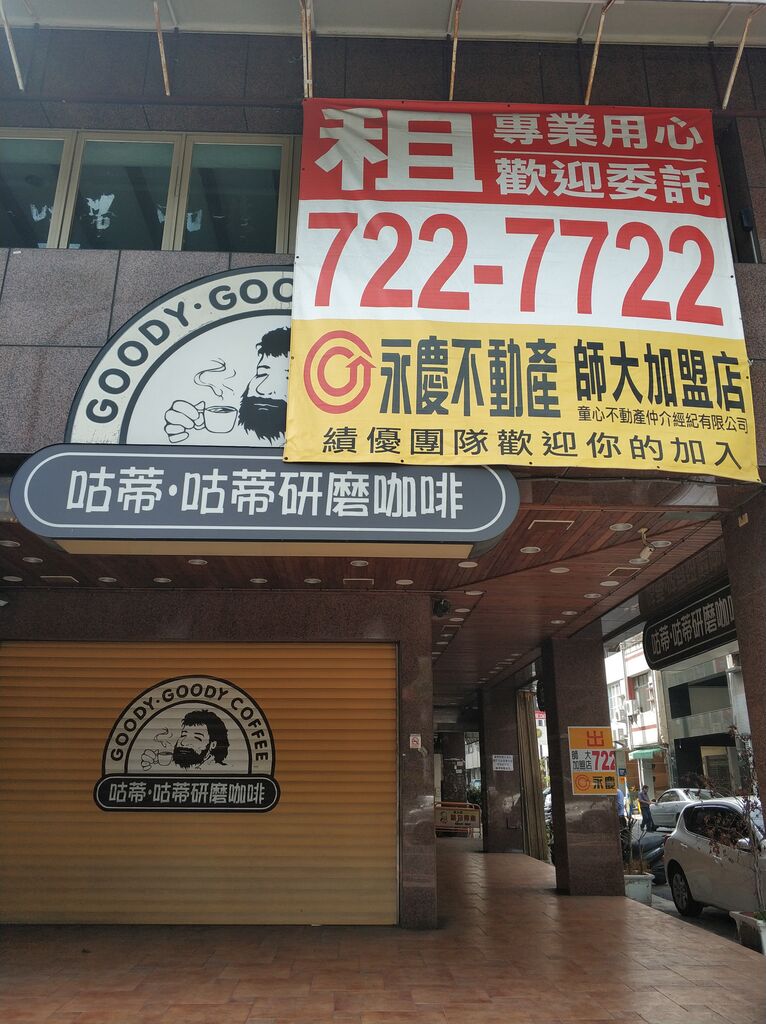 租
專業用心
歡迎委託
722-7722
永慶不動產 師大加盟店
童心不動產仲介經紀有限公司
績優團隊歡迎你的加入
GOODY·GOO
咕蒂·咕蒂研磨咖啡
咕蒂·咕蒂研磨咖
GOODY·GOODY COFFEE
咕蒂·咕蒂研磨咖啡
出
師大
加盟店
722
永慶